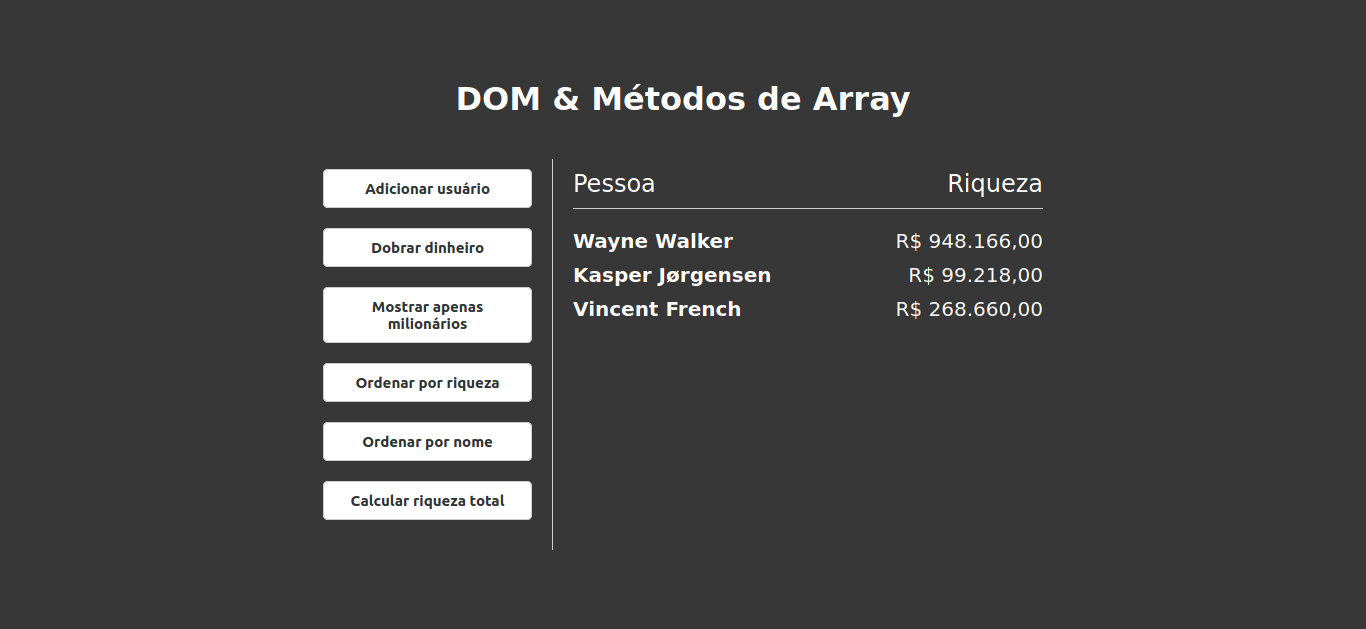 DOM & Métodos de Array
Adicionar usuário
Dobrar dinheiro
Mostrar apenas
milionários
Ordenar por riqueza
Ordenar por nome
Calcular riqueza total
Pessoa Riqueza
Wayne Walker R$ 948.166,00
Kasper Jørgensen R$ 99.218,00
Vincent French R$ 268.660,00